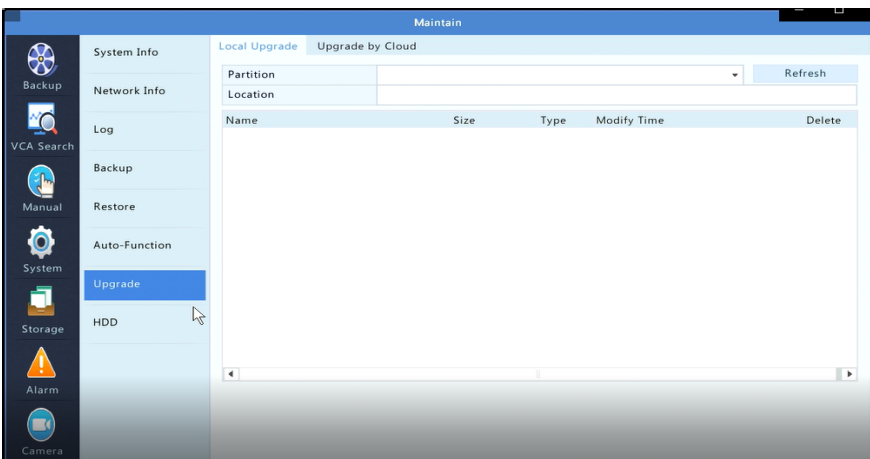 Maintain
Backup
VCA Search
Manual
System
Storage
Alarm
Camera
System Info
Network Info
Log
Backup
Restore
Auto-Function
Upgrade
HDD
Local Upgrade Upgrade by Cloud
Partition Refresh
Location
Name Size Type Modify Time Delete